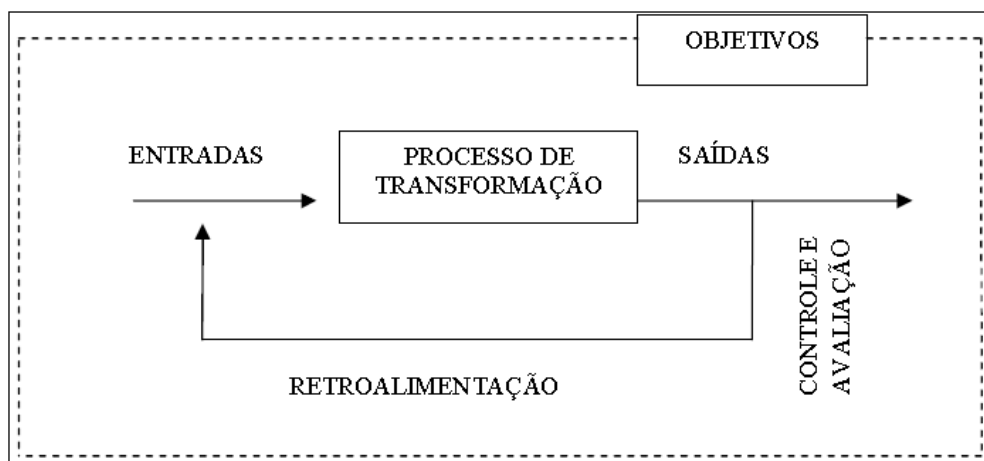 OBJETIVOS
ENTRADAS
PROCESSO DE
TRANSFORMAÇÃO
SAÍDAS
CONTROLE E
AVALIAÇÃO
RETROALIMENTAÇÃO